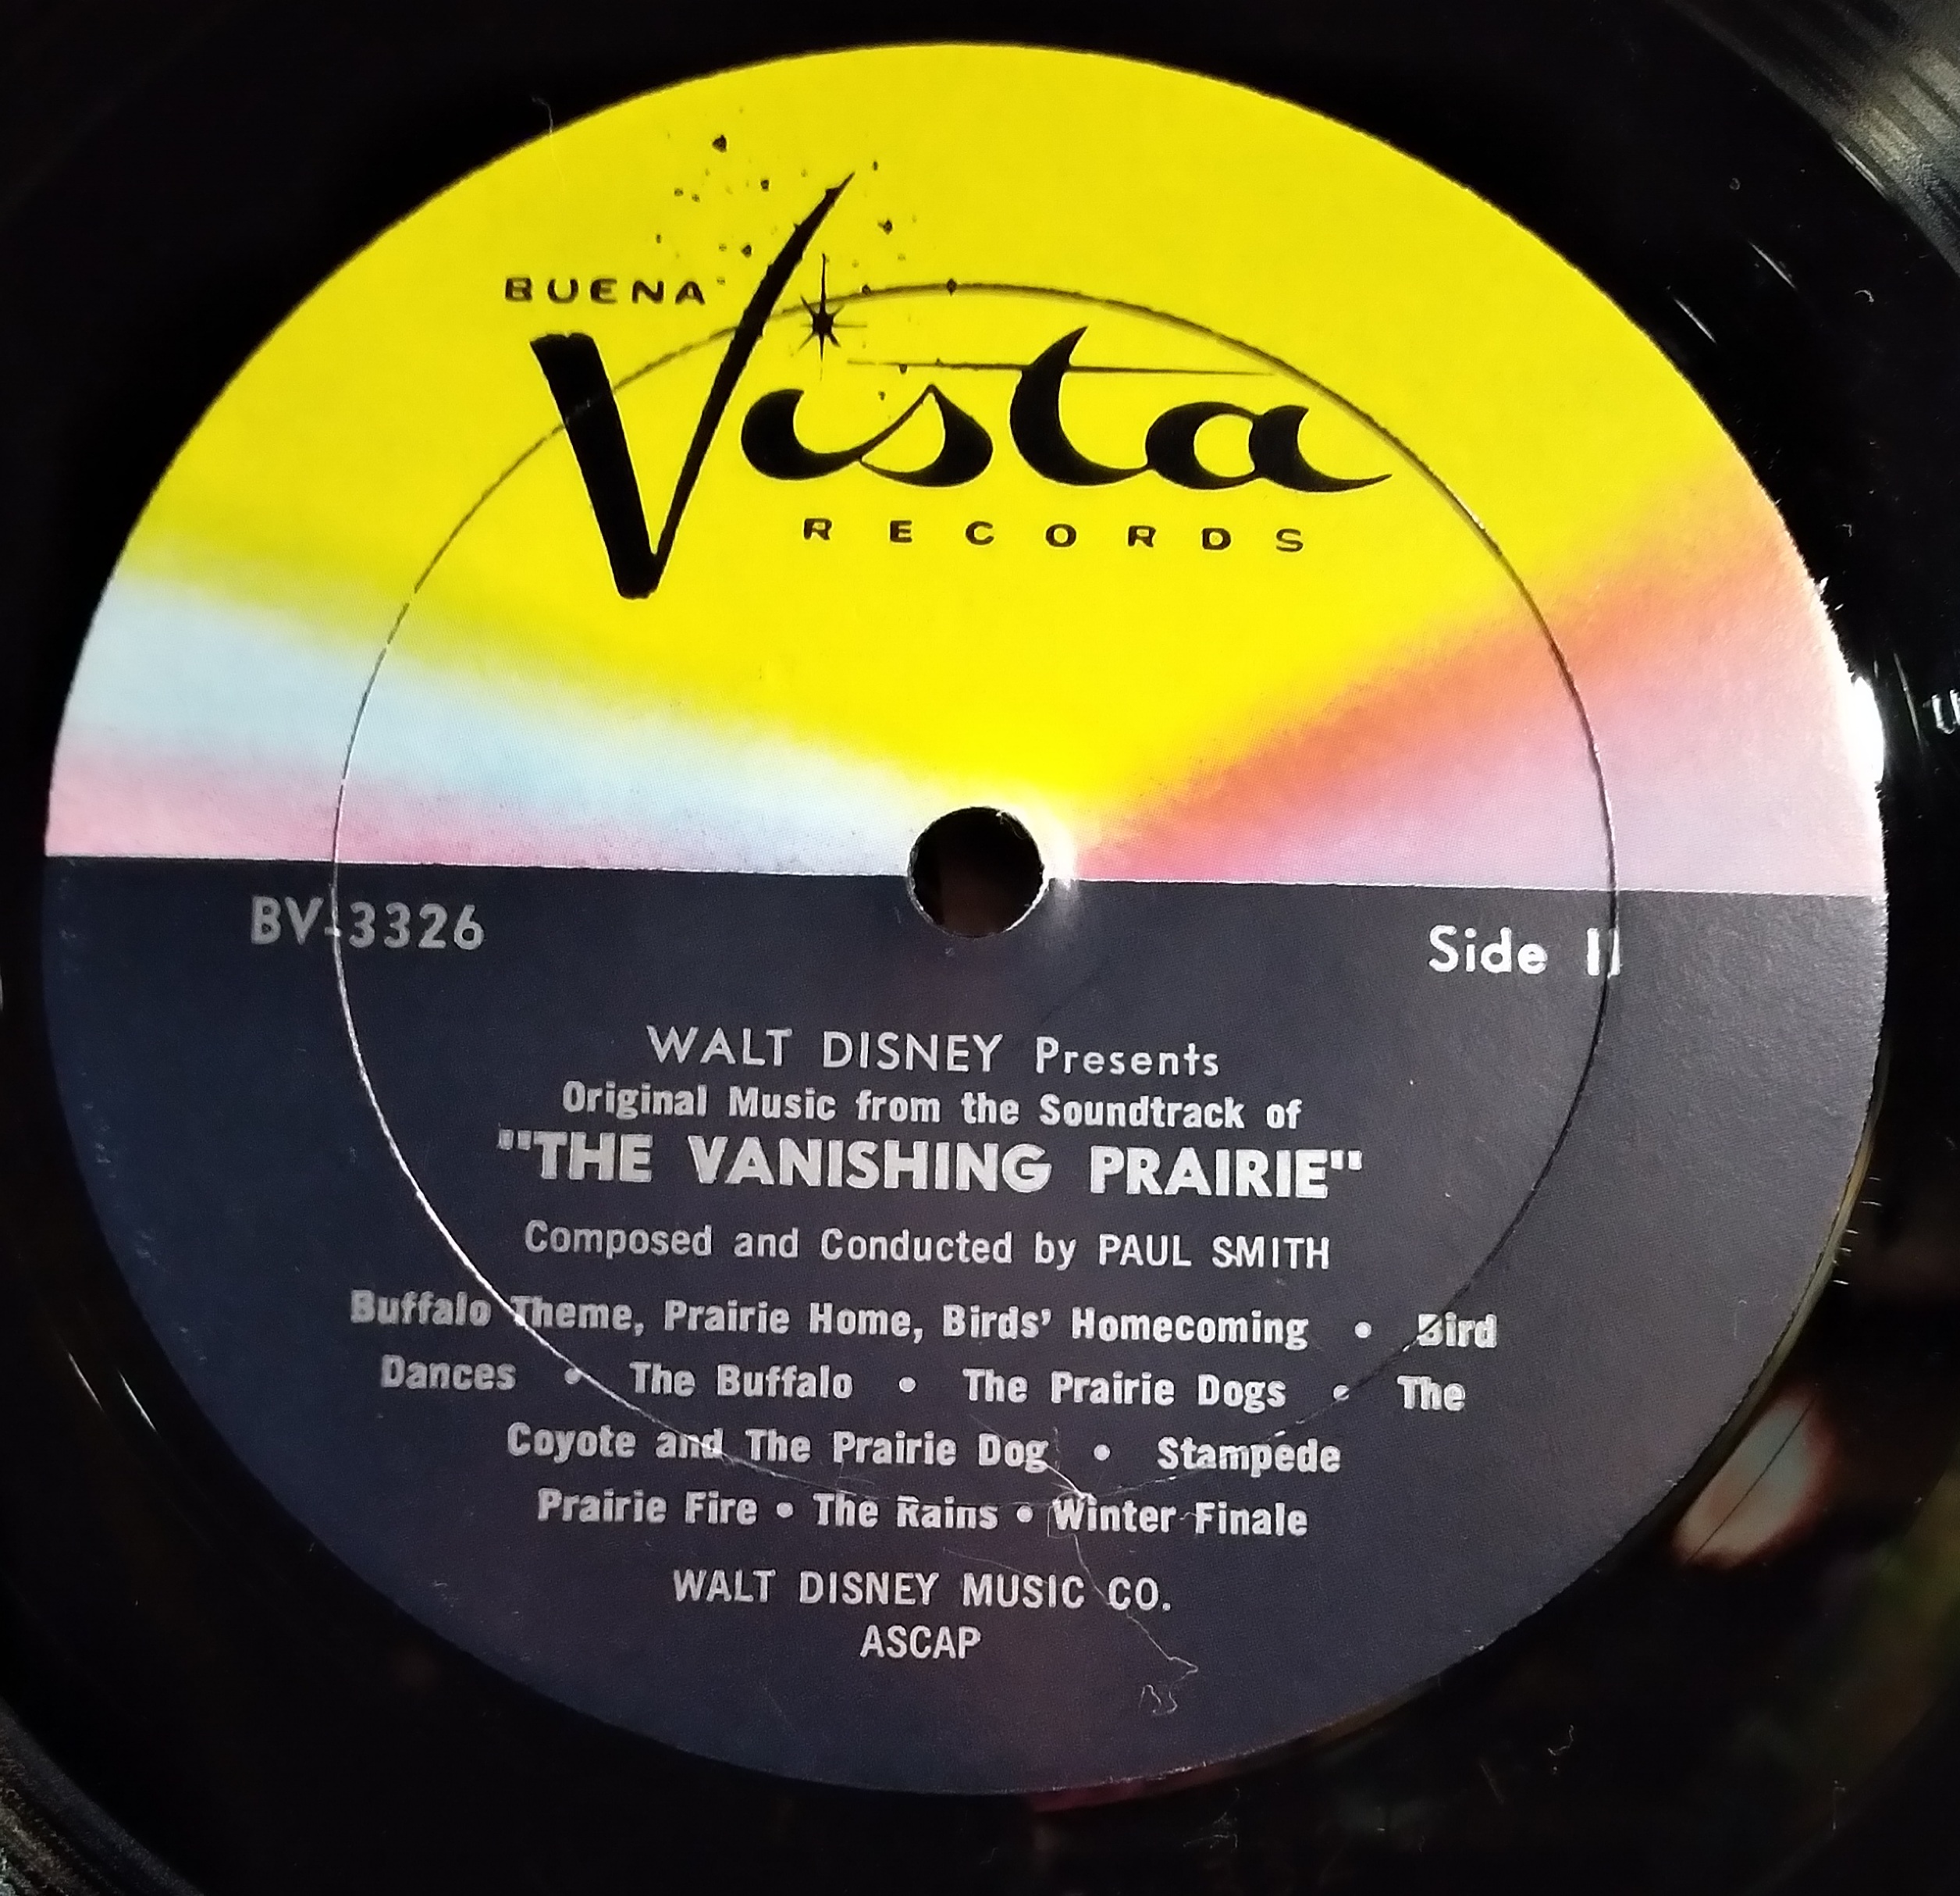 BUENA
Vista
RECORDS
BV-3326
Side II
WALT DISNEY Presents
Original Music from the Soundtrack of
"THE VANISHING PRAIRIE"
Composed and Conducted by PAUL SMITH
Buffalo Theme, Prairie Home, Birds' Homecoming • Bird
Dances • The Buffalo • The Prairie Dogs • The
Coyote and The Prairie Dog • Stampede
Prairie Fire • The Rains • Winter Finale
WALT DISNEY MUSIC CO.
ASCAP